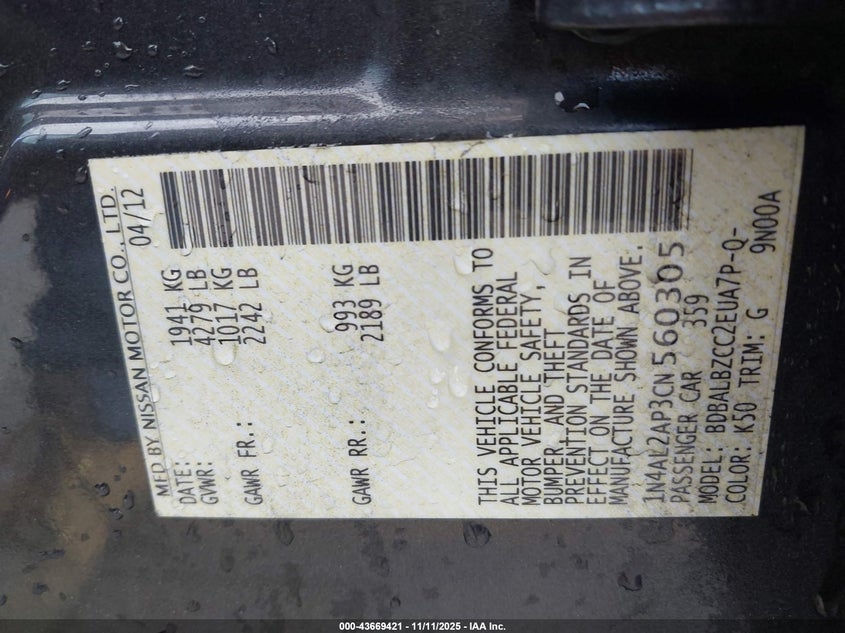 MFD BY NISSAN MOTOR CO., LTD.
DATE: 04/12
GVWR: 1941 KG
4279 LB
GAWR FR.: 1017 KG
2242 LB
GAWR RR.: 993 KG
2189 LB
THIS VEHICLE CONFORMS TO
ALL APPLICABLE FEDERAL
MOTOR VEHICLE SAFETY,
BUMPER AND THEFT
PREVENTION STANDARDS IN
EFFECT ON THE DATE OF
MANUFACTURE SHOWN ABOVE.
1N4AL2AP3CN560305
PASSENGER CAR 359
MODEL: BDBALBZCC2EUA7P-Q-
COLOR: K50 TRIM: G 9N00A
000-43669421 - 11/11/2025 - IAA Inc.